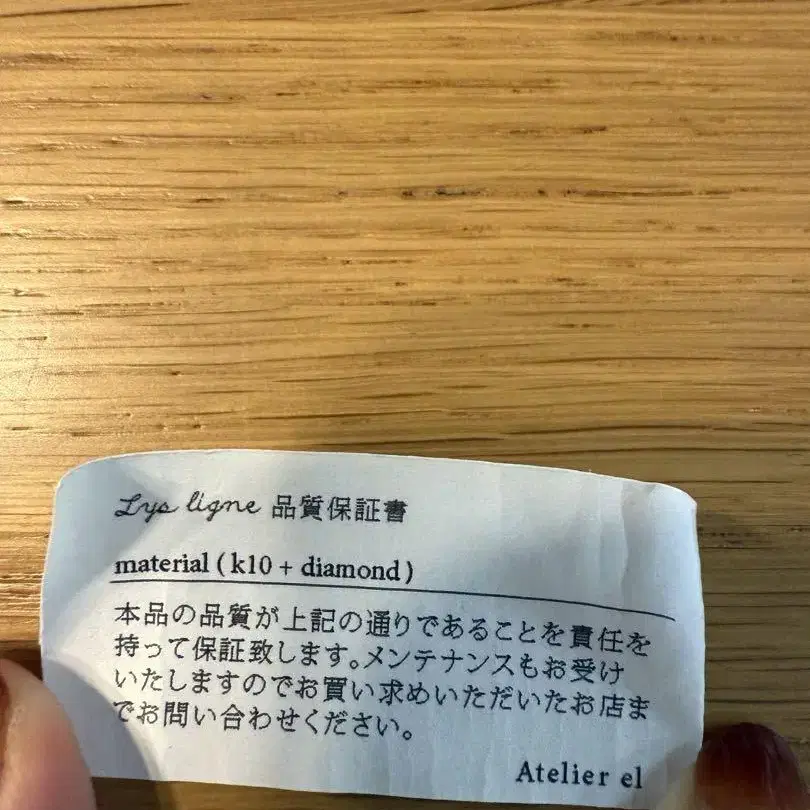 Lys ligne 品質保証書
material ( k10 + diamond )
本品の品質が上記の通りであることを責任を
持って保証致します。メンテナンスもお受け
いたしますのでお買い求めいただいたお店ま
でお問い合わせください。
Atelier el